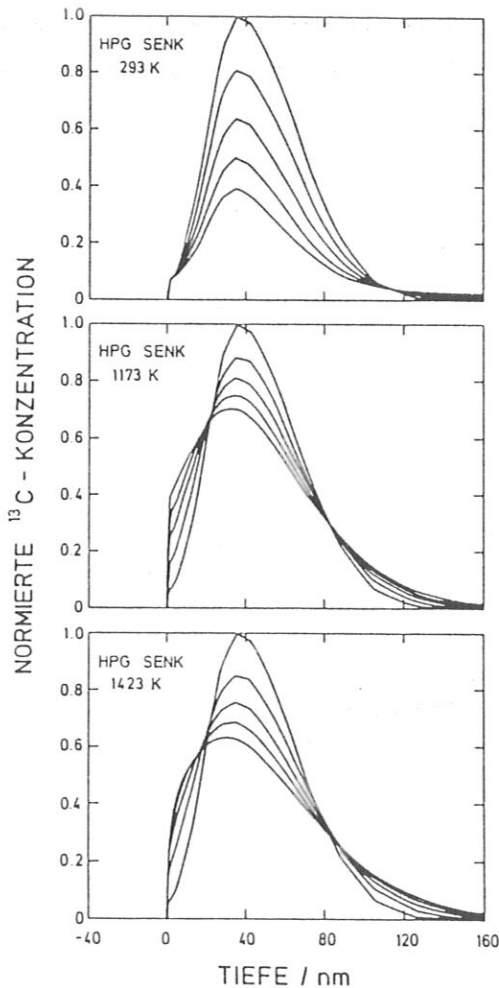 NORMIERTE ¹³C - KONZENTRATION
1.0
0.8
0.6
0.4
0.2
0
HPG SENK
293 K
1.0
0.8
0.6
0.4
0.2
0
HPG SENK
1173 K
1.0
0.8
0.6
0.4
0.2
0
HPG SENK
1423 K
-40 0 40 80 120 160
TIEFE / nm